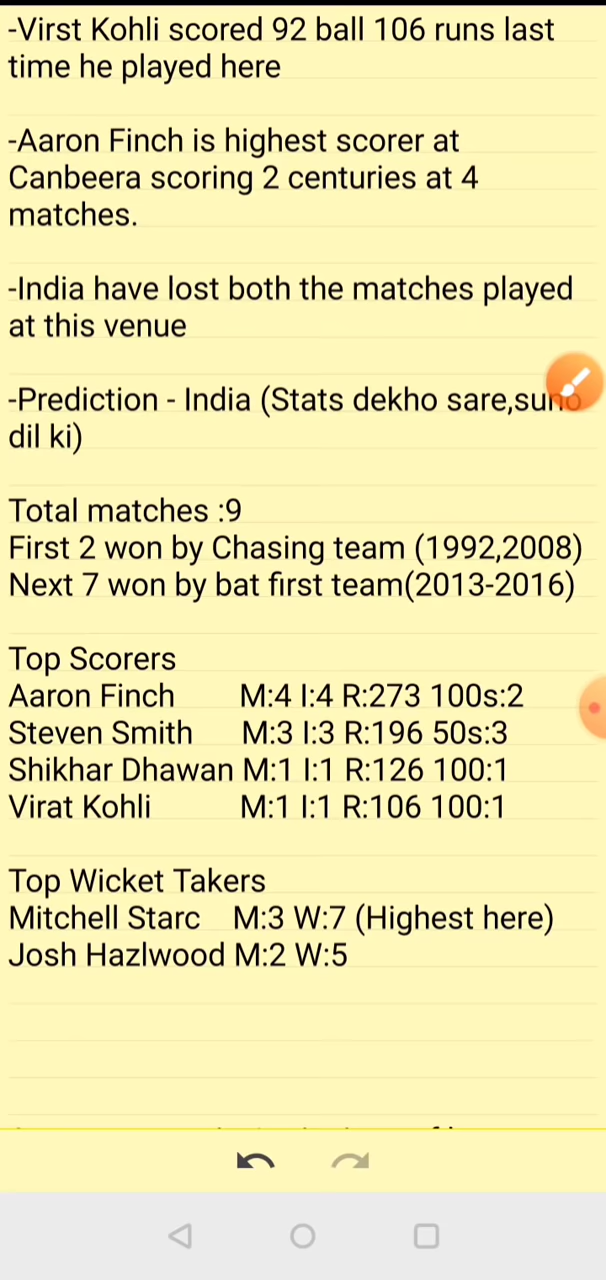 -Virst Kohli scored 92 ball 106 runs last
time he played here
-Aaron Finch is highest scorer at
Canbeera scoring 2 centuries at 4
matches.
-India have lost both the matches played
at this venue
-Prediction - India (Stats dekho sare,suno
dil ki)
Total matches :9
First 2 won by Chasing team (1992,2008)
Next 7 won by bat first team(2013-2016)
Top Scorers
Aaron Finch M:4 I:4 R:273 100s:2
Steven Smith M:3 I:3 R:196 50s:3
Shikhar Dhawan M:1 I:1 R:126 100:1
Virat Kohli M:1 I:1 R:106 100:1
Top Wicket Takers
Mitchell Starc M:3 W:7 (Highest here)
Josh Hazlwood M:2 W:5